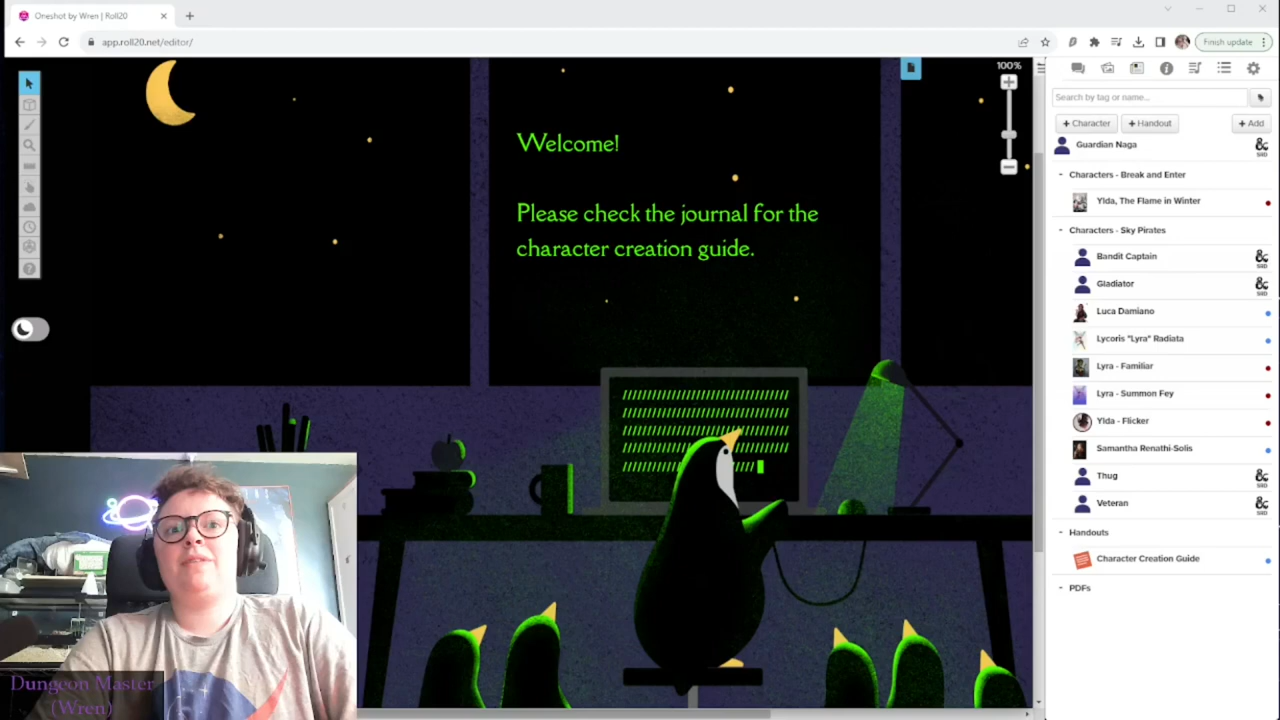 Oneshot by Wren | Roll20
app.roll20.net/editor/
Finish update
100%
Welcome!
Please check the journal for the
character creation guide.
Search by tag or name...
+ Character
+ Handout
+ Add
Guardian Naga
Characters - Break and Enter
Ylda, The Flame in Winter
Characters - Sky Pirates
Bandit Captain
Gladiator
Luca Damiano
Lycoris "Lyra" Radiata
Lyra - Familiar
Lyra - Summon Fey
Ylda - Flicker
Samantha Renathi-Solis
Thug
Veteran
Handouts
Character Creation Guide
PDFs
Dungeon Master
(Wren)